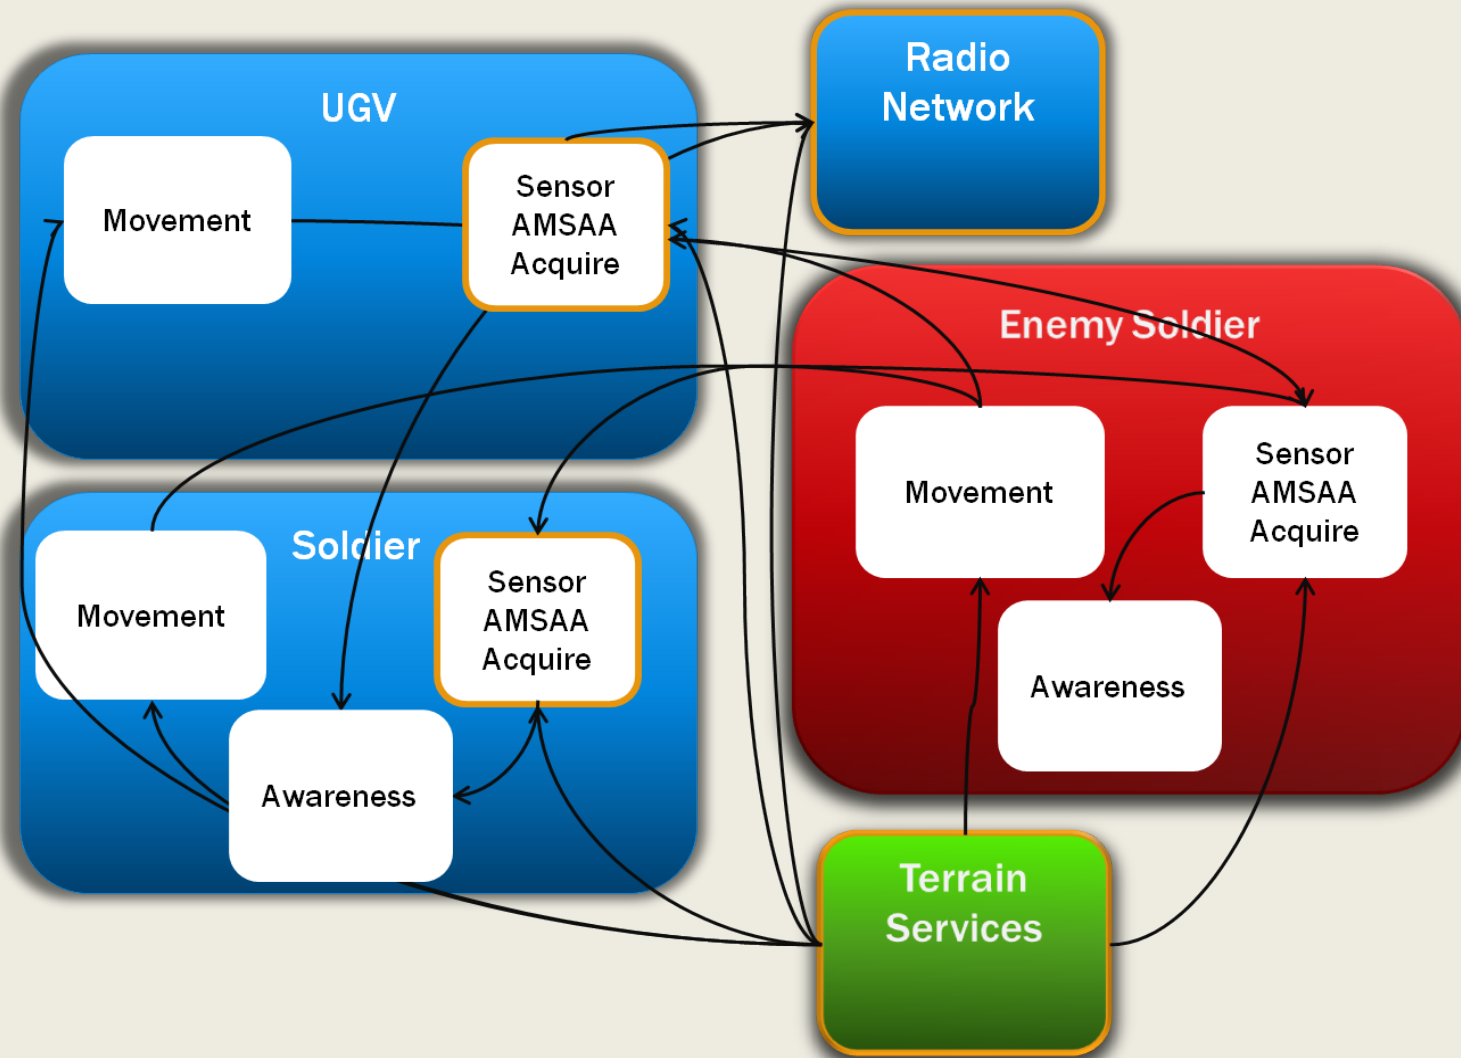 UGV
Movement
Sensor
AMSAA
Acquire
Radio
Network
Enemy Soldier
Movement
Sensor
AMSAA
Acquire
Awareness
Soldier
Movement
Sensor
AMSAA
Acquire
Awareness
Terrain
Services